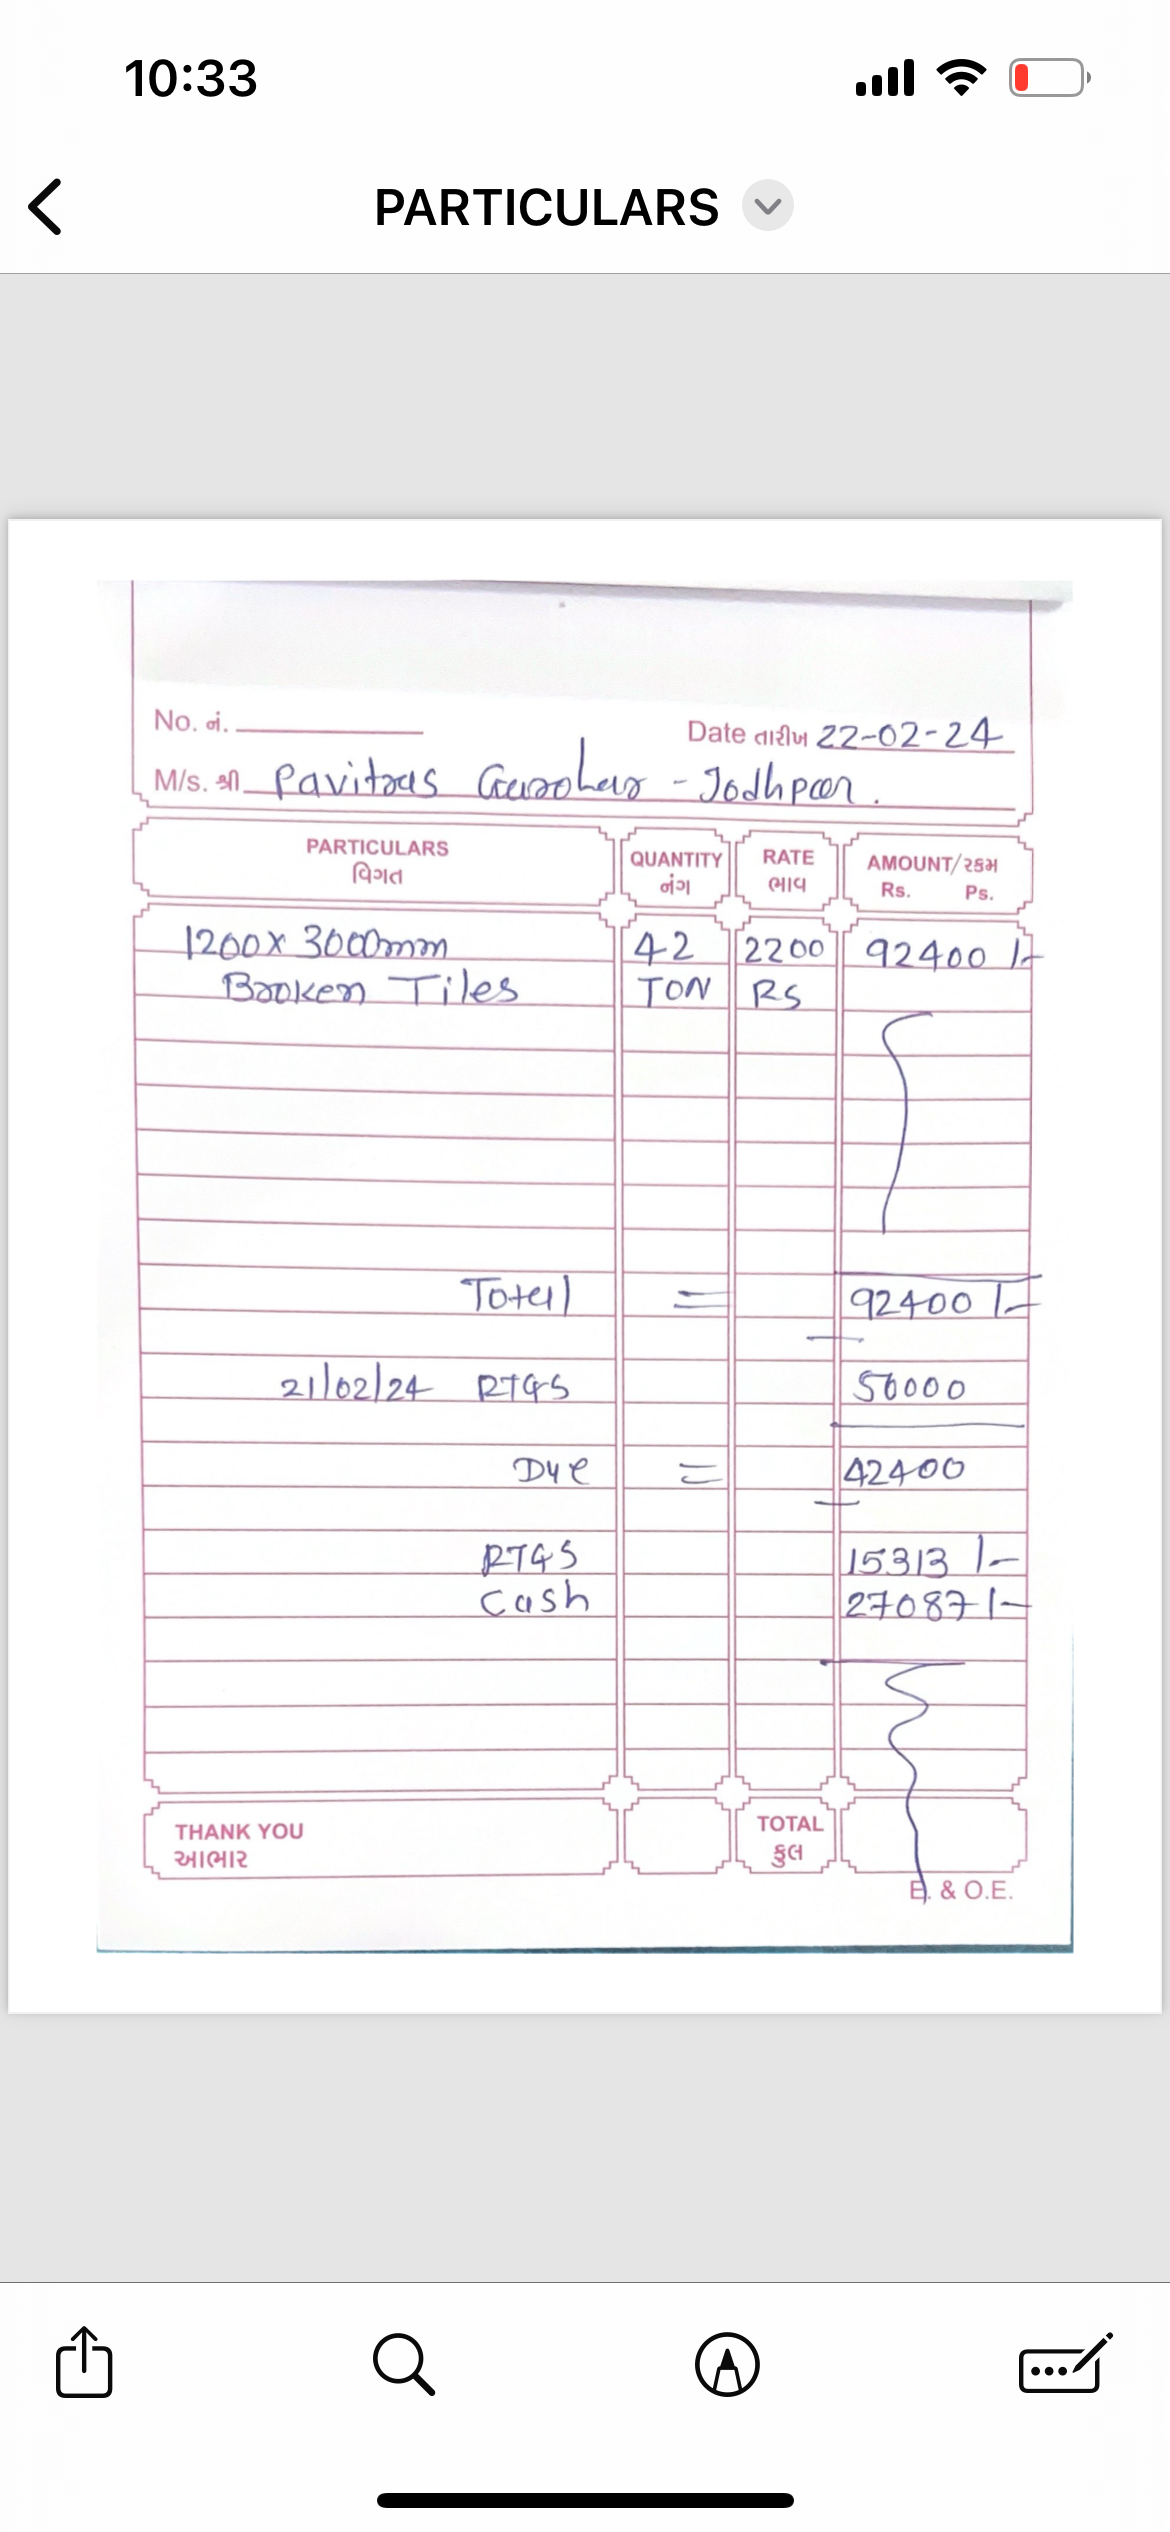 10:33
PARTICULARS
No. નં.
Date તારીખ 22-02-24
M/s. શ્રી Pavitras - Jodhpur.
PARTICULARS QUANTITY RATE AMOUNT/રકમ
વિગત નંગ ભાવ Rs. Ps.
1200x3000mm 42 2200 92400 /-
Broken Tiles TON RS
Total = 92400 /-
21/02/24 RTGS 50000
Due = 42400
RTGS 15313 /-
Cash 27087 /-
THANK YOU TOTAL
આભાર કુલ
E. & O.E.